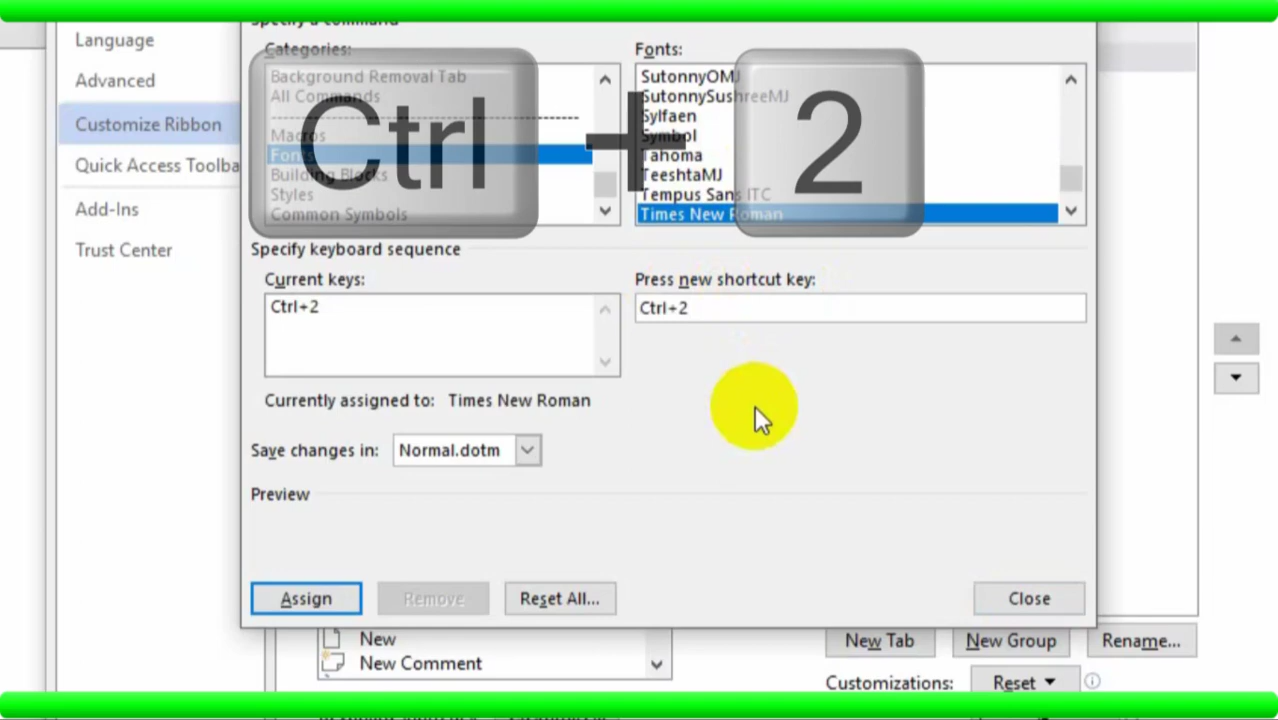 Specify a command
Language
Categories:
Fonts:
Advanced
Background Removal Tab
All Commands
Macros
Fonts
Building Blocks
Styles
Common Symbols
SutonnyOMJ
SutonnySushreeMJ
Sylfaen
Symbol
Tahoma
TeeshtaMJ
Tempus Sans ITC
Times New Roman
Ctrl + 2
Customize Ribbon
Quick Access Toolba
Add-Ins
Trust Center
Specify keyboard sequence
Current keys:
Press new shortcut key:
Ctrl+2
Ctrl+2
Currently assigned to: Times New Roman
Save changes in: Normal.dotm
Preview
Assign
Remove
Reset All...
Close
New
New Comment
New Tab
New Group
Rename...
Customizations:
Reset